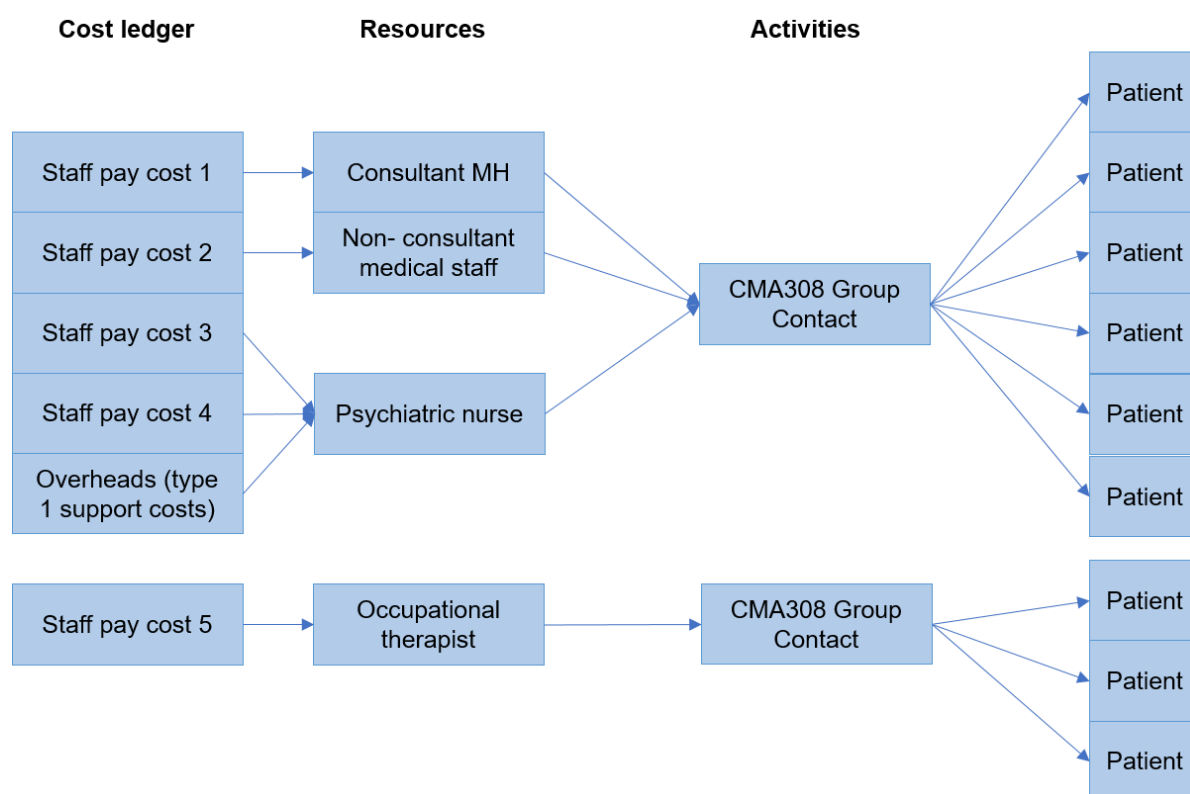 Cost ledger
Resources
Activities
Staff pay cost 1
Staff pay cost 2
Staff pay cost 3
Staff pay cost 4
Overheads (type
1 support costs)
Consultant MH
Non- consultant
medical staff
Psychiatric nurse
CMA308 Group
Contact
Patient
Patient
Patient
Patient
Patient
Patient
Staff pay cost 5
Occupational
therapist
CMA308 Group
Contact
Patient
Patient
Patient